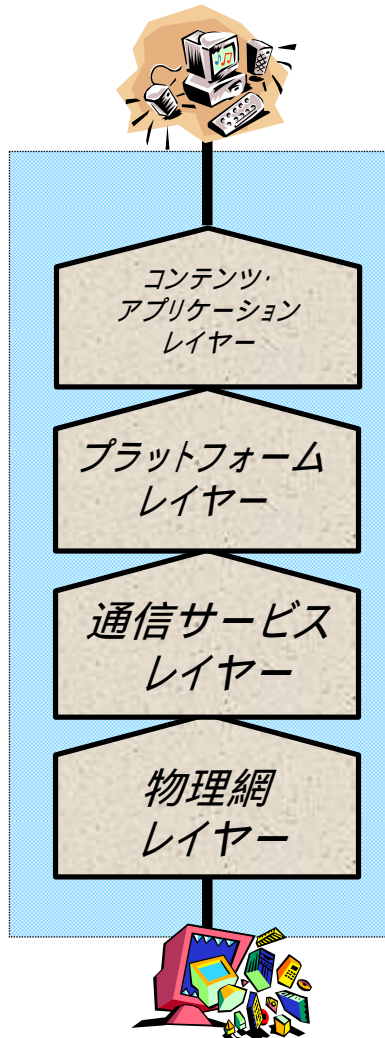 コンテンツ・
アプリケーション
レイヤー
プラットフォーム
レイヤー
通信サービス
レイヤー
物理網
レイヤー